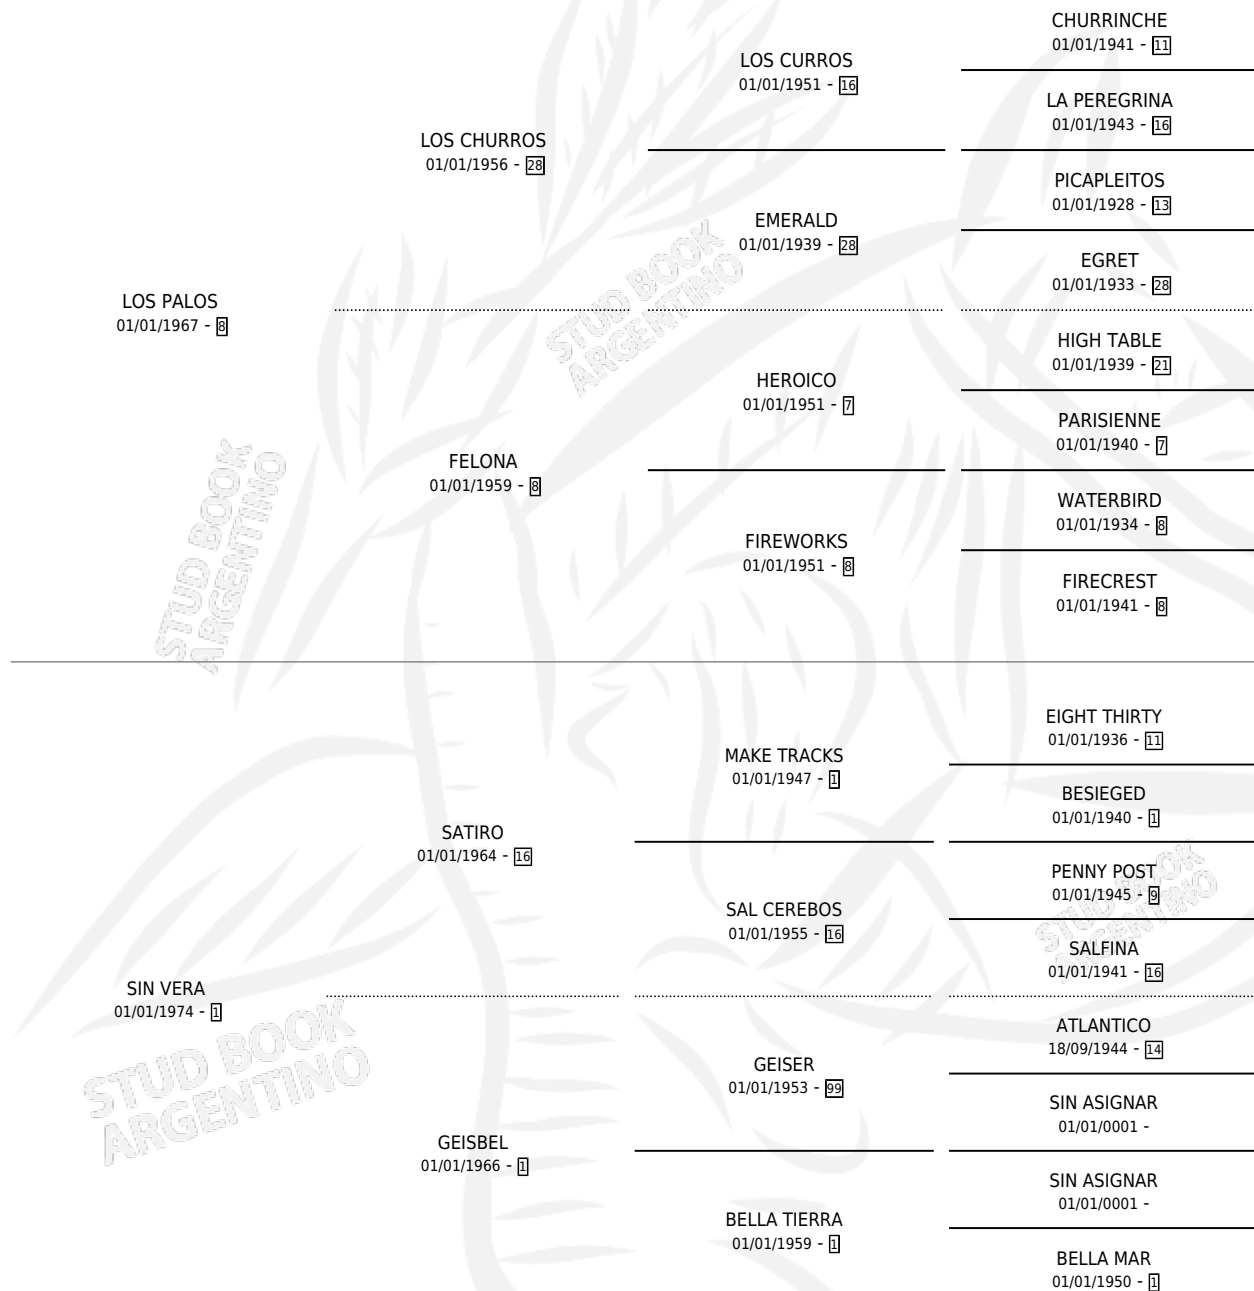 CHURRINCHE
01/01/1941 - 11
LOS CURROS
01/01/1951 - 16
LA PEREGRINA
01/01/1943 - 16
LOS CHURROS
01/01/1956 - 28
PICAPLEITOS
01/01/1928 - 13
EMERALD
01/01/1939 - 28
EGRET
01/01/1933 - 28
LOS PALOS
01/01/1967 - 8
HIGH TABLE
01/01/1939 - 21
HEROICO
01/01/1951 - 7
PARISIENNE
01/01/1940 - 7
FELONA
01/01/1959 - 8
WATERBIRD
01/01/1934 - 8
FIREWORKS
01/01/1951 - 8
FIRECREST
01/01/1941 - 8
EIGHT THIRTY
01/01/1936 - 11
MAKE TRACKS
01/01/1947 - 1
BESIEGED
01/01/1940 - 1
SATIRO
01/01/1964 - 16
PENNY POST
01/01/1945 - 9
SAL CEREBOS
01/01/1955 - 16
SALFINA
01/01/1941 - 16
SIN VERA
01/01/1974 - 1
ATLANTICO
18/09/1944 - 14
GEISER
01/01/1953 - 99
SIN ASIGNAR
01/01/0001 -
GEISBEL
01/01/1966 - 1
SIN ASIGNAR
01/01/0001 -
BELLA TIERRA
01/01/1959 - 1
BELLA MAR
01/01/1950 - 1
STUD BOOK
ARGENTINO
STUD BOOK
ARGENTINO
STUD BOOK
ARGENTINO
STUD BOOK
ARGENTINO